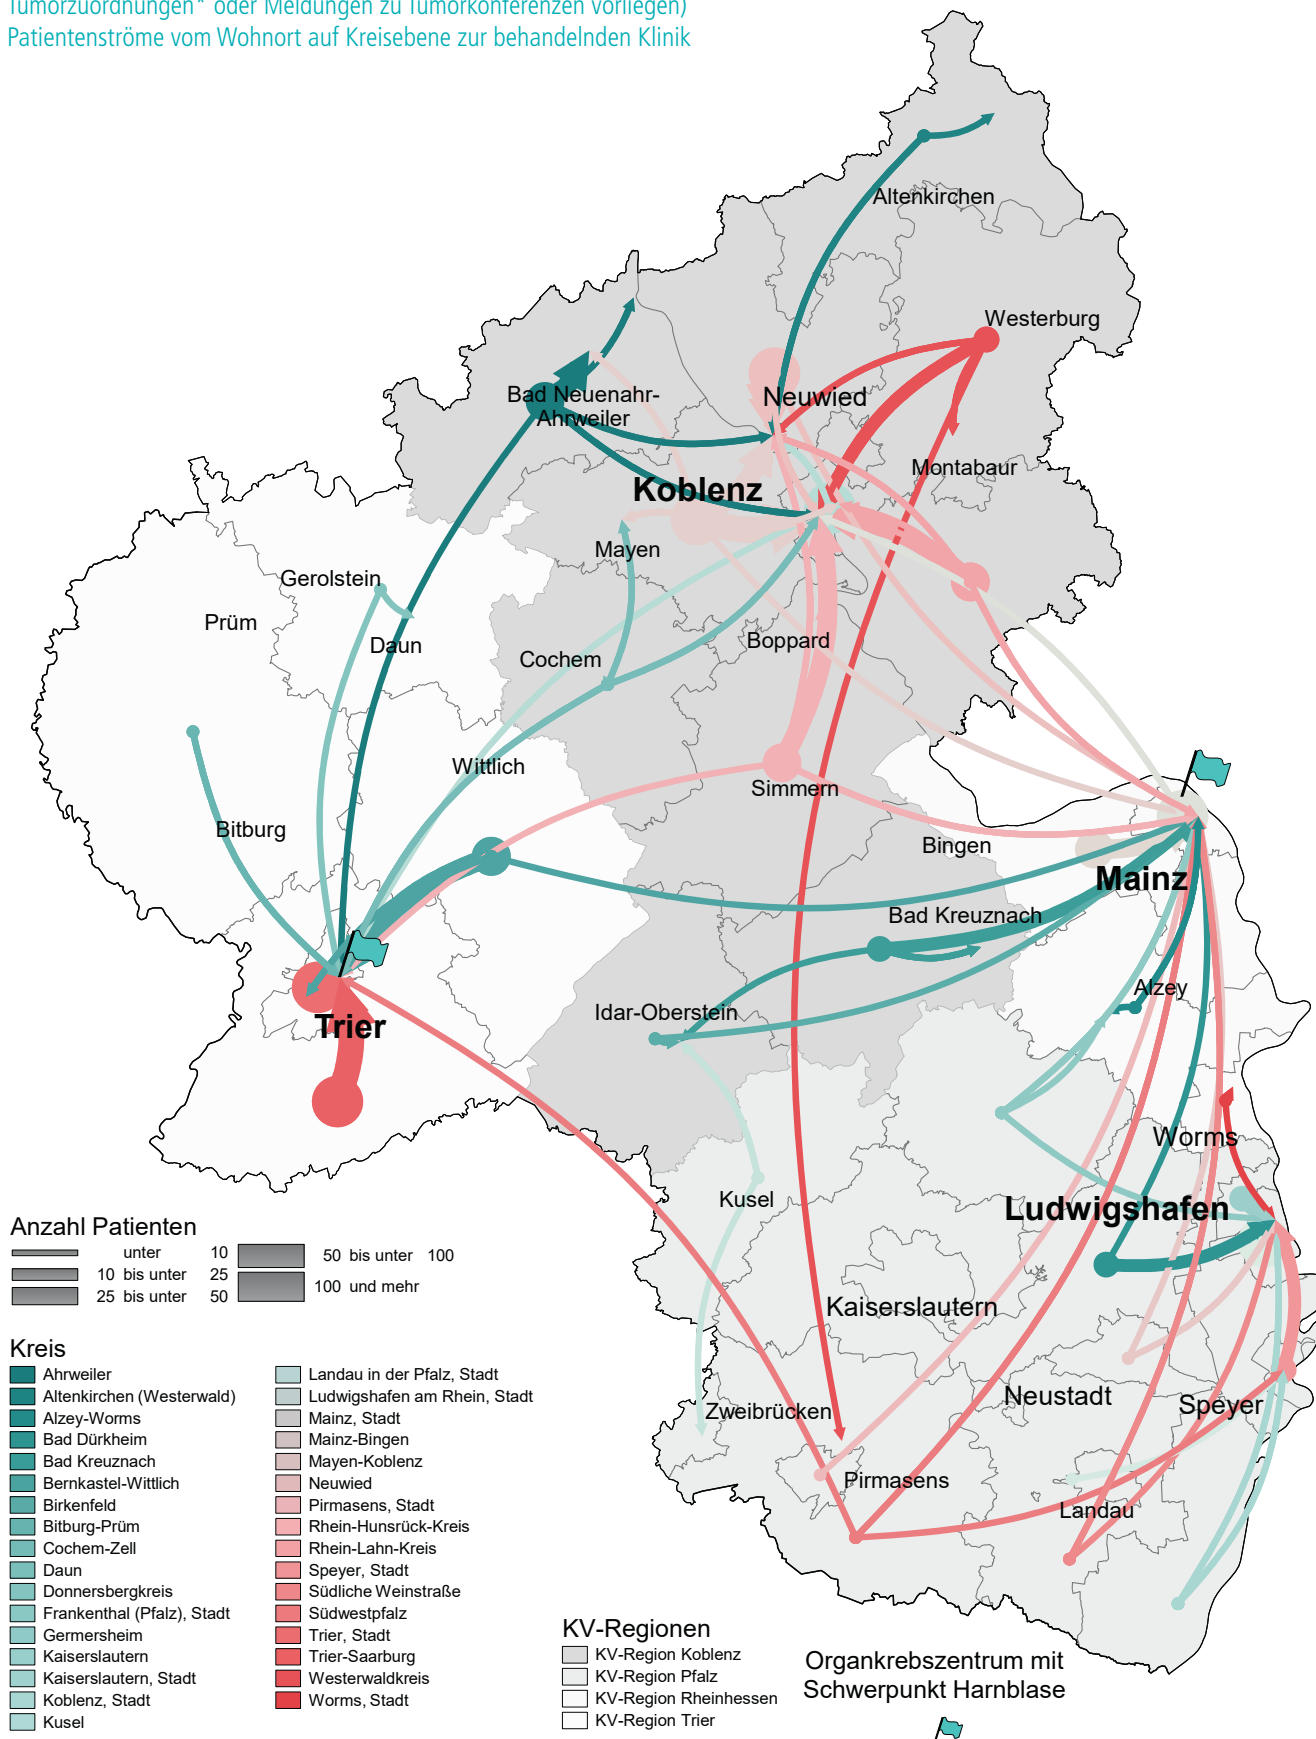 Tumorzuordnungen* oder Meldungen zu Tumorkonferenzen vorliegen)
Patientenströme vom Wohnort auf Kreisebene zur behandelnden Klinik
Altenkirchen
Westerburg
Bad Neuenahr-
Ahrweiler
Neuwied
Montabaur
Koblenz
Mayen
Gerolstein
Prüm
Daun
Cochem
Boppard
Wittlich
Simmern
Bitburg
Bingen
Mainz
Bad Kreuznach
Alzey
Idar-Oberstein
Trier
Worms
Kusel
Ludwigshafen
Kaiserslautern
Neustadt
Speyer
Zweibrücken
Pirmasens
Landau
Anzahl Patienten
unter 10
10 bis unter 25
25 bis unter 50
50 bis unter 100
100 und mehr
Kreis
Ahrweiler
Altenkirchen (Westerwald)
Alzey-Worms
Bad Dürkheim
Bad Kreuznach
Bernkastel-Wittlich
Birkenfeld
Bitburg-Prüm
Cochem-Zell
Daun
Donnersbergkreis
Frankenthal (Pfalz), Stadt
Germersheim
Kaiserslautern
Kaiserslautern, Stadt
Koblenz, Stadt
Kusel
Landau in der Pfalz, Stadt
Ludwigshafen am Rhein, Stadt
Mainz, Stadt
Mainz-Bingen
Mayen-Koblenz
Neuwied
Pirmasens, Stadt
Rhein-Hunsrück-Kreis
Rhein-Lahn-Kreis
Speyer, Stadt
Südliche Weinstraße
Südwestpfalz
Trier, Stadt
Trier-Saarburg
Westerwaldkreis
Worms, Stadt
KV-Regionen
KV-Region Koblenz
KV-Region Pfalz
KV-Region Rheinhessen
KV-Region Trier
Organkrebszentrum mit
Schwerpunkt Harnblase